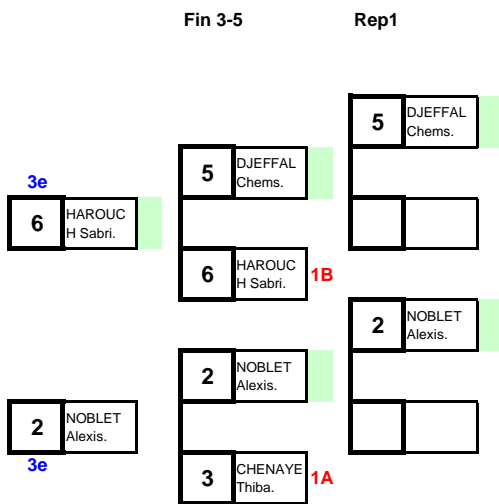 Fin 3-5 Rep1
5 DJEFFAL
Chems.
5 DJEFFAL
Chems.
3e
6 HAROUC
H Sabri.
6 HAROUC
H Sabri.
1B
2 NOBLET
Alexis.
2 NOBLET
Alexis.
2 NOBLET
Alexis.
3e
3 CHENAYE
Thiba.
1A